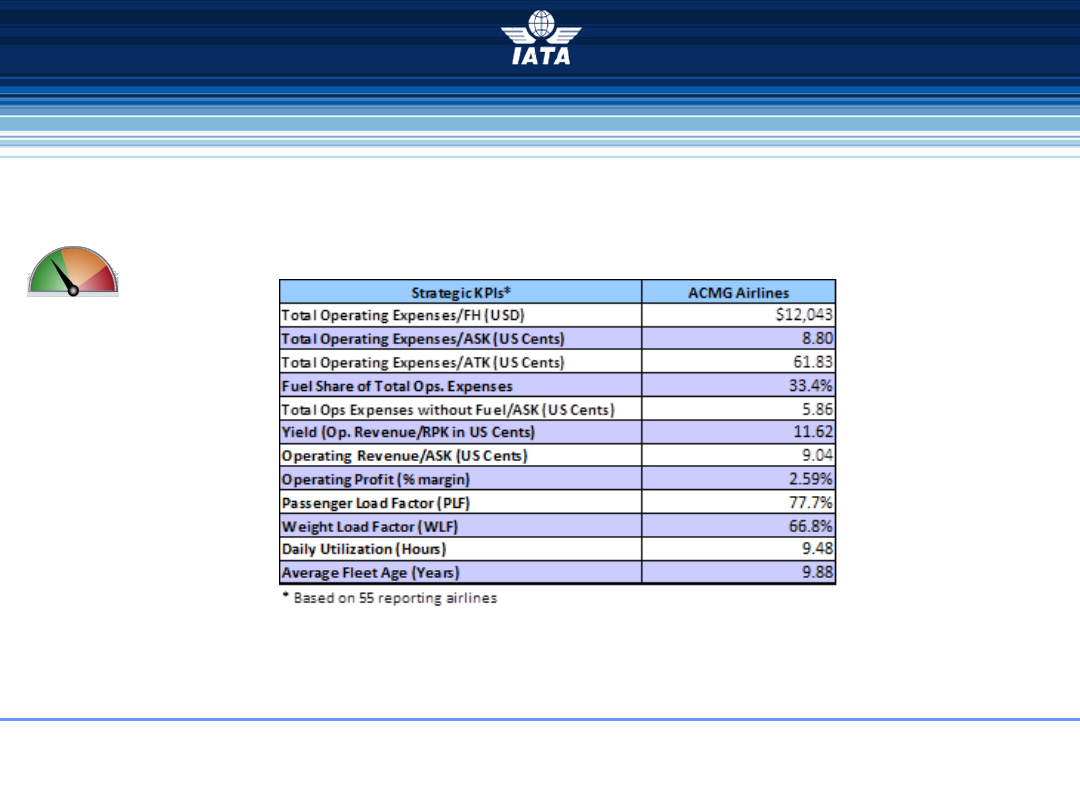 IATA
Strategic KPIs* ACMG Airlines
Total Operating Expenses/FH (USD) $12,043
Total Operating Expenses/ASK (US Cents) 8.80
Total Operating Expenses/ATK (US Cents) 61.83
Fuel Share of Total Ops. Expenses 33.4%
Total Ops Expenses without Fuel/ASK (US Cents) 5.86
Yield (Op. Revenue/RPK in US Cents) 11.62
Operating Revenue/ASK (US Cents) 9.04
Operating Profit (% margin) 2.59%
Passenger Load Factor (PLF) 77.7%
Weight Load Factor (WLF) 66.8%
Daily Utilization (Hours) 9.48
Average Fleet Age (Years) 9.88
* Based on 55 reporting airlines